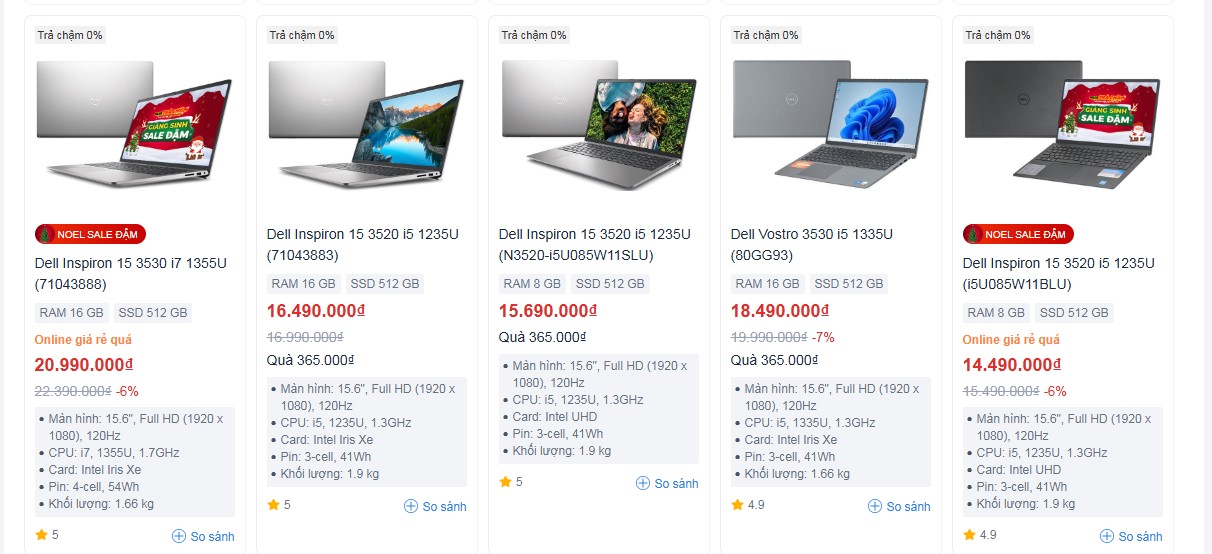 Trả chậm 0%
GIÁNG SINH
SALE ĐẬM
NOEL SALE ĐẬM
Dell Inspiron 15 3530 i7 1355U
(71043888)
RAM 16 GB SSD 512 GB
Online giá rẻ quá
20.990.000₫
22.390.000₫ -6%
• Màn hình: 15.6", Full HD (1920 x
1080), 120Hz
• CPU: i7, 1355U, 1.7GHz
• Card: Intel Iris Xe
• Pin: 4-cell, 54Wh
• Khối lượng: 1.66 kg
5 So sánh
Trả chậm 0%
Dell Inspiron 15 3520 i5 1235U
(71043883)
RAM 16 GB SSD 512 GB
16.490.000₫
16.990.000₫
Quà 365.000₫
• Màn hình: 15.6", Full HD (1920 x
1080), 120Hz
• CPU: i5, 1235U, 1.3GHz
• Card: Intel Iris Xe
• Pin: 3-cell, 41Wh
• Khối lượng: 1.9 kg
5 So sánh
Trả chậm 0%
Dell Inspiron 15 3520 i5 1235U
(N3520-i5U085W11SLU)
RAM 8 GB SSD 512 GB
15.690.000₫
Quà 365.000₫
• Màn hình: 15.6", Full HD (1920 x
1080), 120Hz
• CPU: i5, 1235U, 1.3GHz
• Card: Intel UHD
• Pin: 3-cell, 41Wh
• Khối lượng: 1.9 kg
5 So sánh
Trả chậm 0%
Dell Vostro 3530 i5 1335U
(80GG93)
RAM 16 GB SSD 512 GB
18.490.000₫
19.990.000₫ -7%
Quà 365.000₫
• Màn hình: 15.6", Full HD (1920 x
1080), 120Hz
• CPU: i5, 1335U, 1.3GHz
• Card: Intel Iris Xe
• Pin: 3-cell, 41Wh
• Khối lượng: 1.66 kg
4.9 So sánh
Trả chậm 0%
GIÁNG SINH
SALE ĐẬM
NOEL SALE ĐẬM
Dell Inspiron 15 3520 i5 1235U
(i5U085W11BLU)
RAM 8 GB SSD 512 GB
Online giá rẻ quá
14.490.000₫
15.490.000₫ -6%
• Màn hình: 15.6", Full HD (1920 x
1080), 120Hz
• CPU: i5, 1235U, 1.3GHz
• Card: Intel UHD
• Pin: 3-cell, 41Wh
• Khối lượng: 1.9 kg
4.9 So sánh